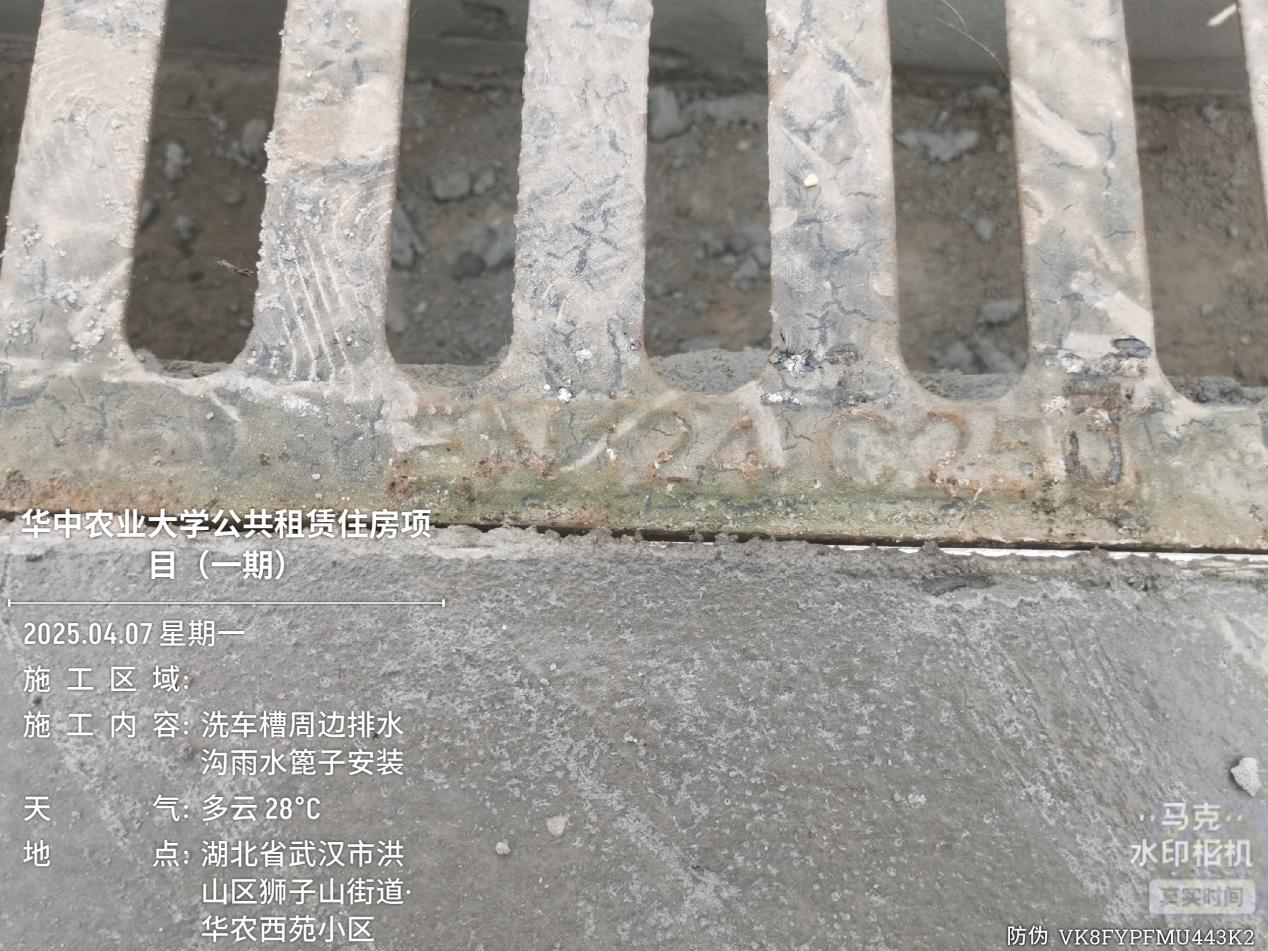 EN124 C250
华中农业大学公共租赁住房项
目（一期）
2025.04.07 星期一
施工区域:
施工内容: 洗车槽周边排水
沟雨水篦子安装
天气: 多云 28°C
地点: 湖北省武汉市洪
山区狮子山街道·
华农西苑小区
马克
水印相机
真实时间
防伪 VK8FYPFMU443K2